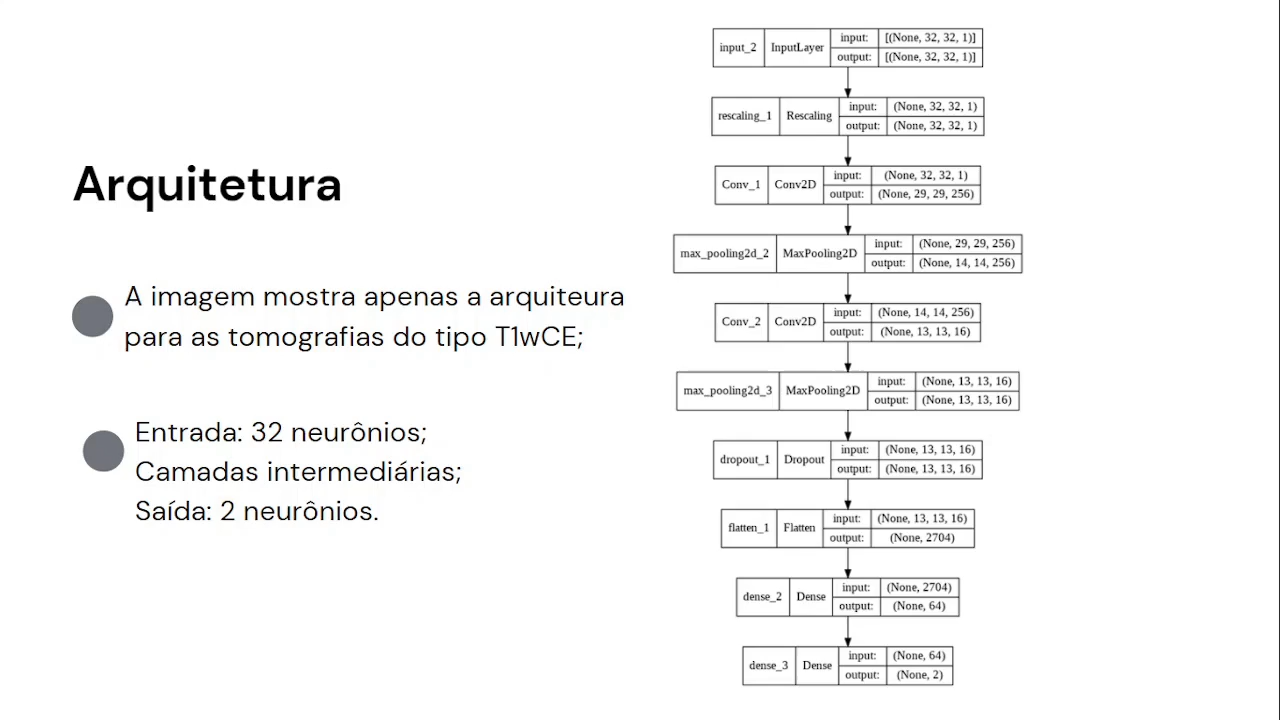 Arquitetura
A imagem mostra apenas a arquiteura
para as tomografias do tipo T1wCE;
Entrada: 32 neurônios;
Camadas intermediárias;
Saída: 2 neurônios.
input_2 InputLayer input: [(None, 32, 32, 1)]
output: [(None, 32, 32, 1)]
rescaling_1 Rescaling input: (None, 32, 32, 1)
output: (None, 32, 32, 1)
Conv_1 Conv2D input: (None, 32, 32, 1)
output: (None, 29, 29, 256)
max_pooling2d_2 MaxPooling2D input: (None, 29, 29, 256)
output: (None, 14, 14, 256)
Conv_2 Conv2D input: (None, 14, 14, 256)
output: (None, 13, 13, 16)
max_pooling2d_3 MaxPooling2D input: (None, 13, 13, 16)
output: (None, 13, 13, 16)
dropout_1 Dropout input: (None, 13, 13, 16)
output: (None, 13, 13, 16)
flatten_1 Flatten input: (None, 13, 13, 16)
output: (None, 2704)
dense_2 Dense input: (None, 2704)
output: (None, 64)
dense_3 Dense input: (None, 64)
output: (None, 2)